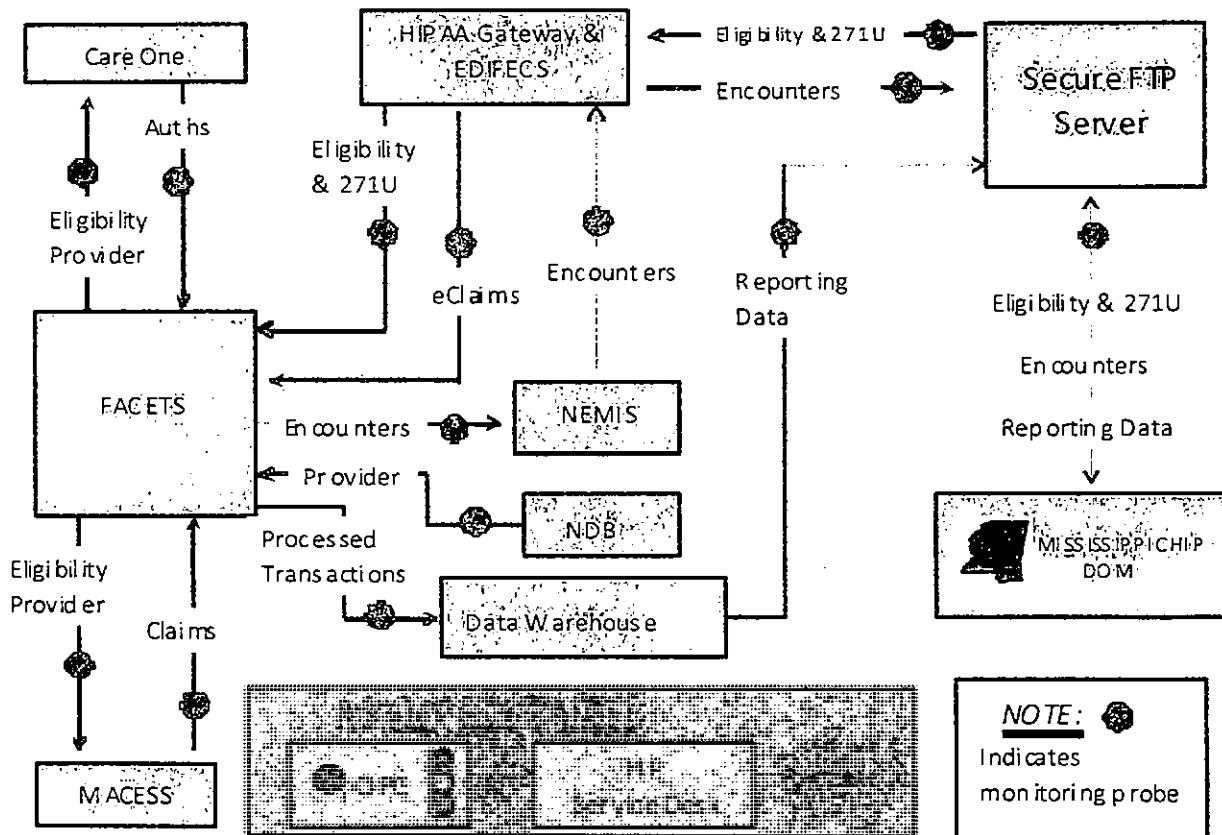 Care One
HIPAA Gateway &
EDIFECS
Eligibility & 271U
Encounters
Secure FTP
Server
Auths
Eligibility
& 271U
Eligibility
Provider
eClaims
Encounters
Reporting
Data
Eligibility & 271U
Encounters
Reporting Data
FACETS
Encounters
NEMIS
Provider
NDB
Processed
Transactions
Data Warehouse
MISSISSIPPI CHIP
DOM
Eligibility
Provider
Claims
MACESS
Service Desk
NOTE:
Indicates
monitoring probe